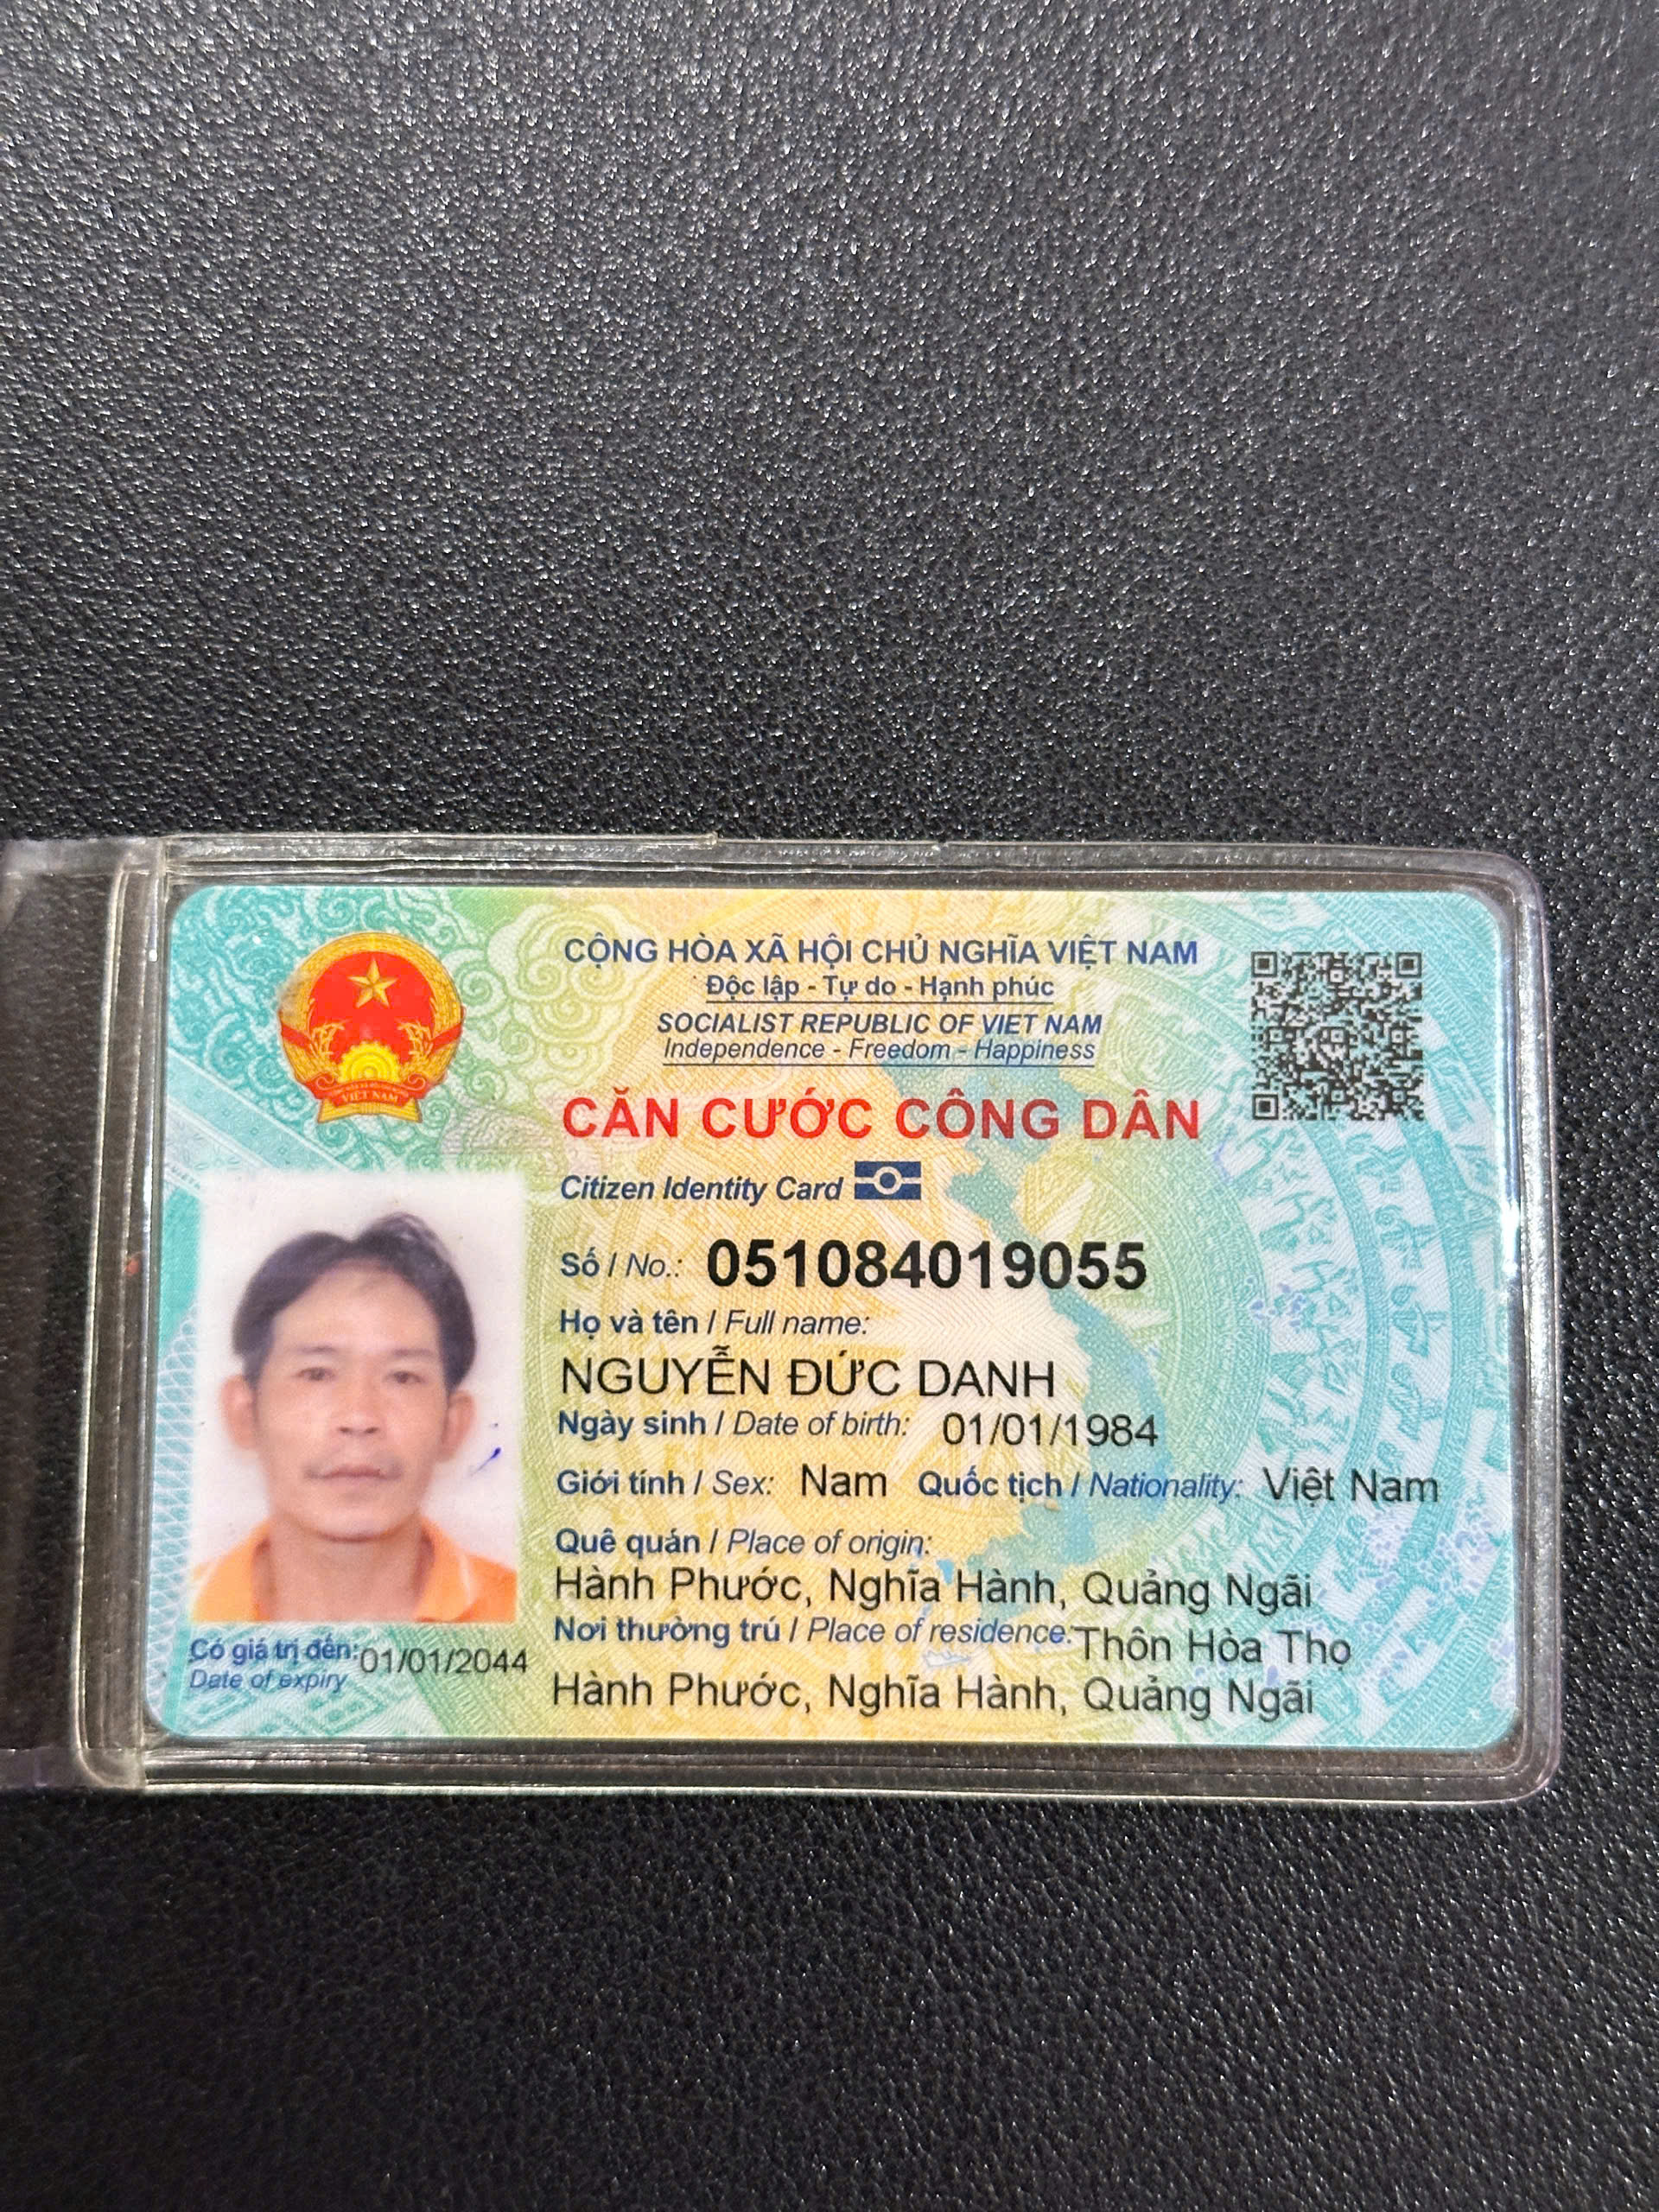 CỘNG HÒA XÃ HỘI CHỦ NGHĨA VIỆT NAM
Độc lập - Tự do - Hạnh phúc
SOCIALIST REPUBLIC OF VIET NAM
Independence - Freedom - Happiness
CĂN CƯỚC CÔNG DÂN
Citizen Identity Card
Số / No.: 051084019055
Họ và tên / Full name:
NGUYỄN ĐỨC DANH
Ngày sinh / Date of birth: 01/01/1984
Giới tính / Sex: Nam Quốc tịch / Nationality: Việt Nam
Quê quán / Place of origin:
Hành Phước, Nghĩa Hành, Quảng Ngãi
Nơi thường trú / Place of residence: Thôn Hòa Thọ
Hành Phước, Nghĩa Hành, Quảng Ngãi
Có giá trị đến: 01/01/2044
Date of expiry
VIỆT NAM